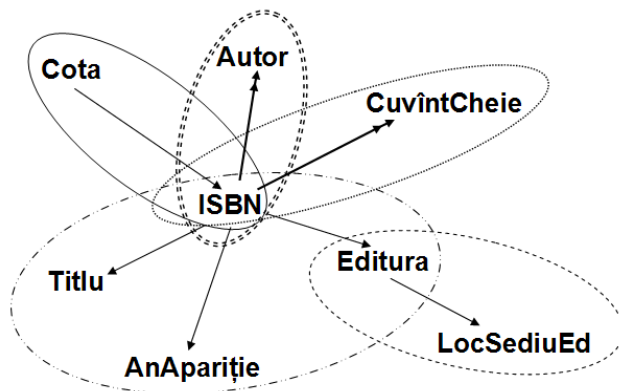 Autor
Cota
CuvîntCheie
ISBN
Titlu
Editura
AnApariție
LocSediuEd